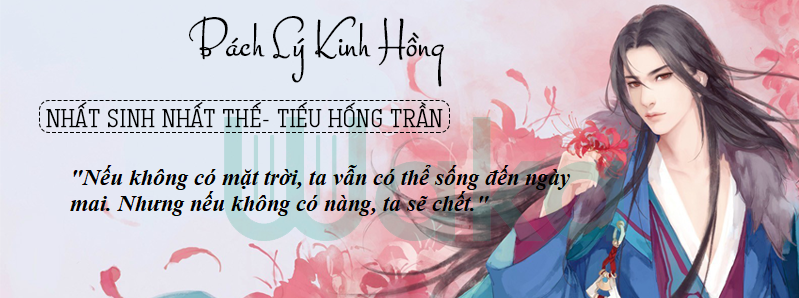 Bách Lý Kinh Hồng
NHẤT SINH NHẤT THẾ- TIẾU HỐNG TRẦN
"Nếu không có mặt trời, ta vẫn có thể sống đến ngày
mai. Nhưng nếu không có nàng, ta sẽ chết."